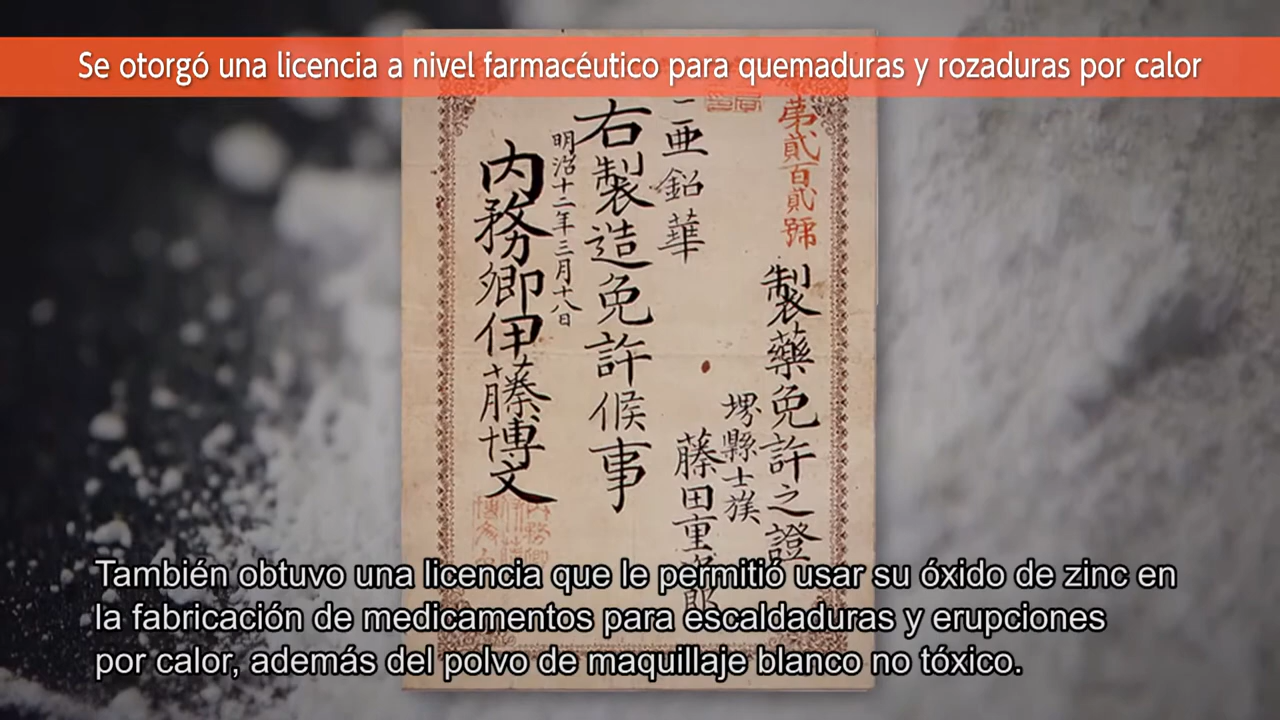 Se otorgó una licencia a nivel farmacéutico para quemaduras y rozaduras por calor
第貳百貳號
製藥免許之證
堺縣士族
藤田重
一亜鉛華
右製造免許候事
明治十二年三月十八日
内務卿伊藤博文
También obtuvo una licencia que le permitió usar su óxido de zinc en
la fabricación de medicamentos para escaldaduras y erupciones
por calor, además del polvo de maquillaje blanco no tóxico.